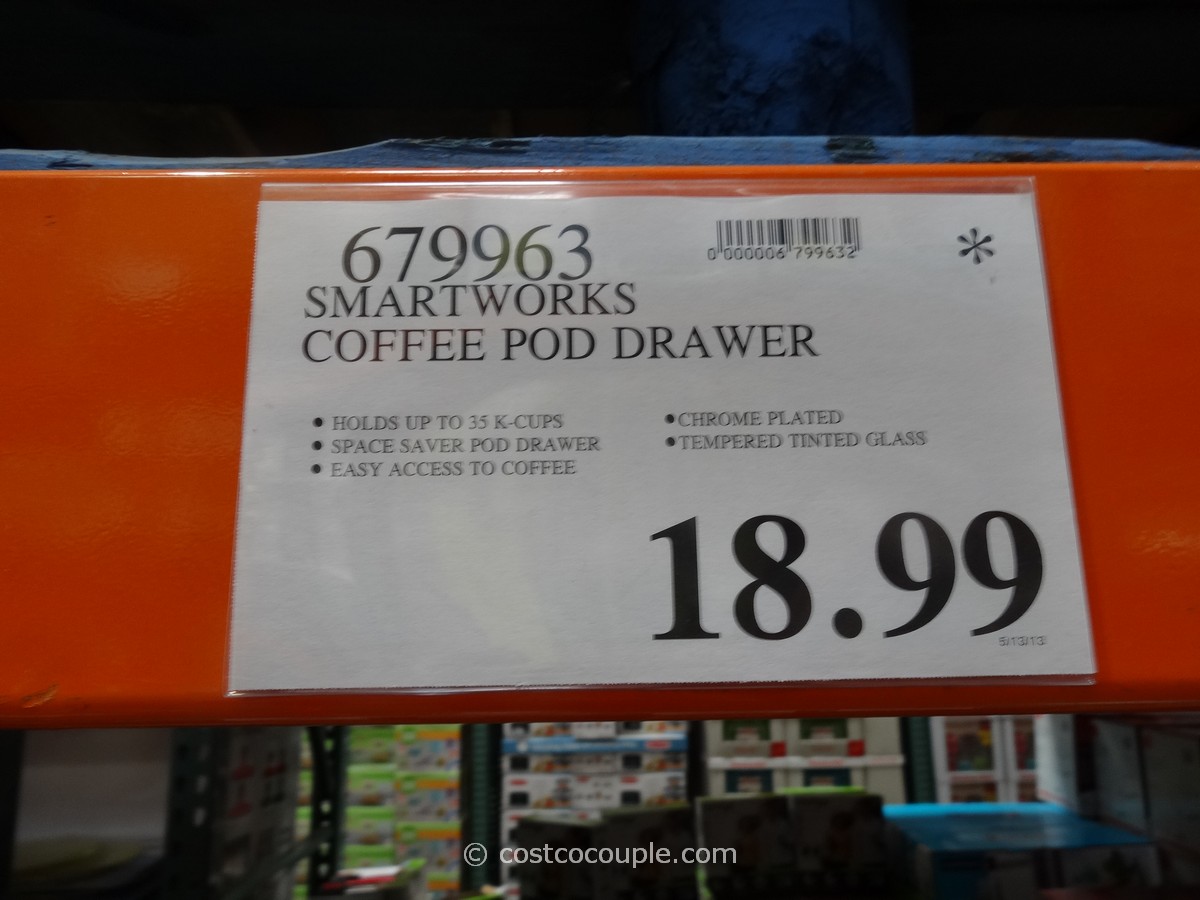 679963
0 000006 799632
*
SMARTWORKS
COFFEE POD DRAWER
• HOLDS UP TO 35 K-CUPS
• SPACE SAVER POD DRAWER
• EASY ACCESS TO COFFEE
• CHROME PLATED
• TEMPERED TINTED GLASS
18.99
5/13/13
© costcocouple.com